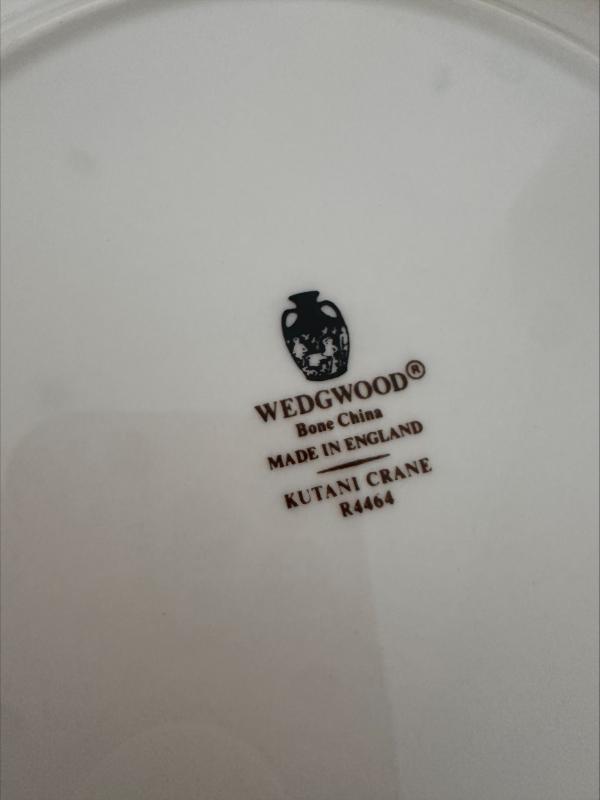 WEDGWOOD®
Bone China
MADE IN ENGLAND
KUTANI CRANE
R4464